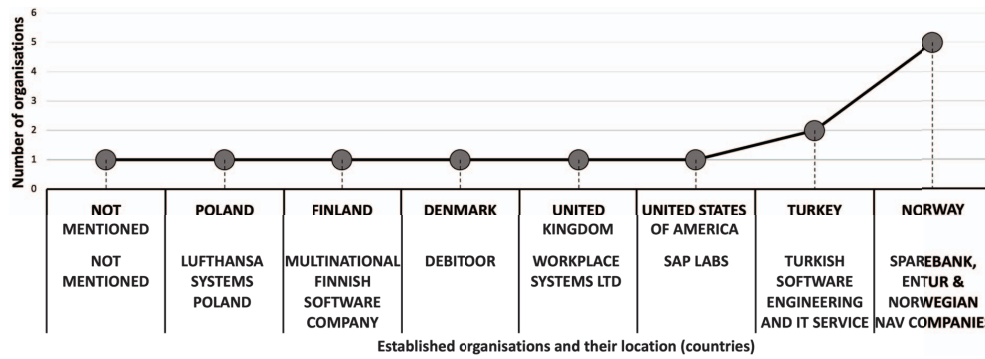 Number of organisations
6
5
4
3
2
1
0
NOT
MENTIONED
POLAND
FINLAND
DENMARK
UNITED
KINGDOM
UNITED STATES
OF AMERICA
TURKEY
NORWAY
NOT
MENTIONED
LUFTHANSA
SYSTEMS
POLAND
MULTINATIONAL
FINNISH
SOFTWARE
COMPANY
DEBITOOR
WORKPLACE
SYSTEMS LTD
SAP LABS
TURKISH
SOFTWARE
ENGINEERING
AND IT SERVICE
SPAREBANK,
ENTUR &
NORWEGIAN
NAV COMPANIES
Established organisations and their location (countries)